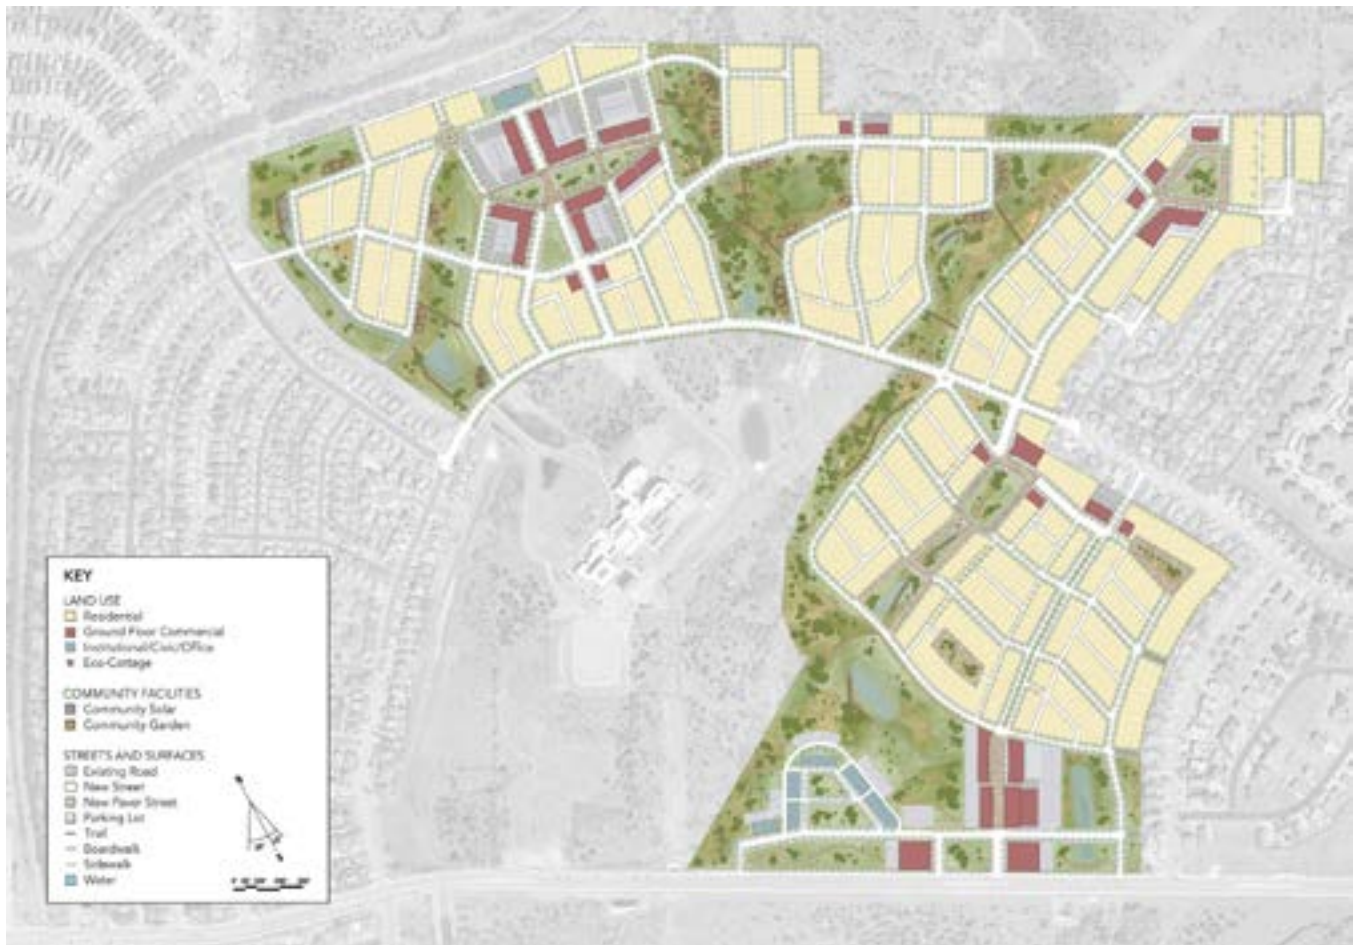 KEY
LAND USE
Residential
Ground Floor Commercial
Institutional/Civic/Office
Eco-Cottage
COMMUNITY FACILITIES
Community Solar
Community Garden
STREETS AND SURFACES
Existing Road
New Street
New Paver Street
Parking Lot
Trail
Boardwalk
Sidewalk
Water